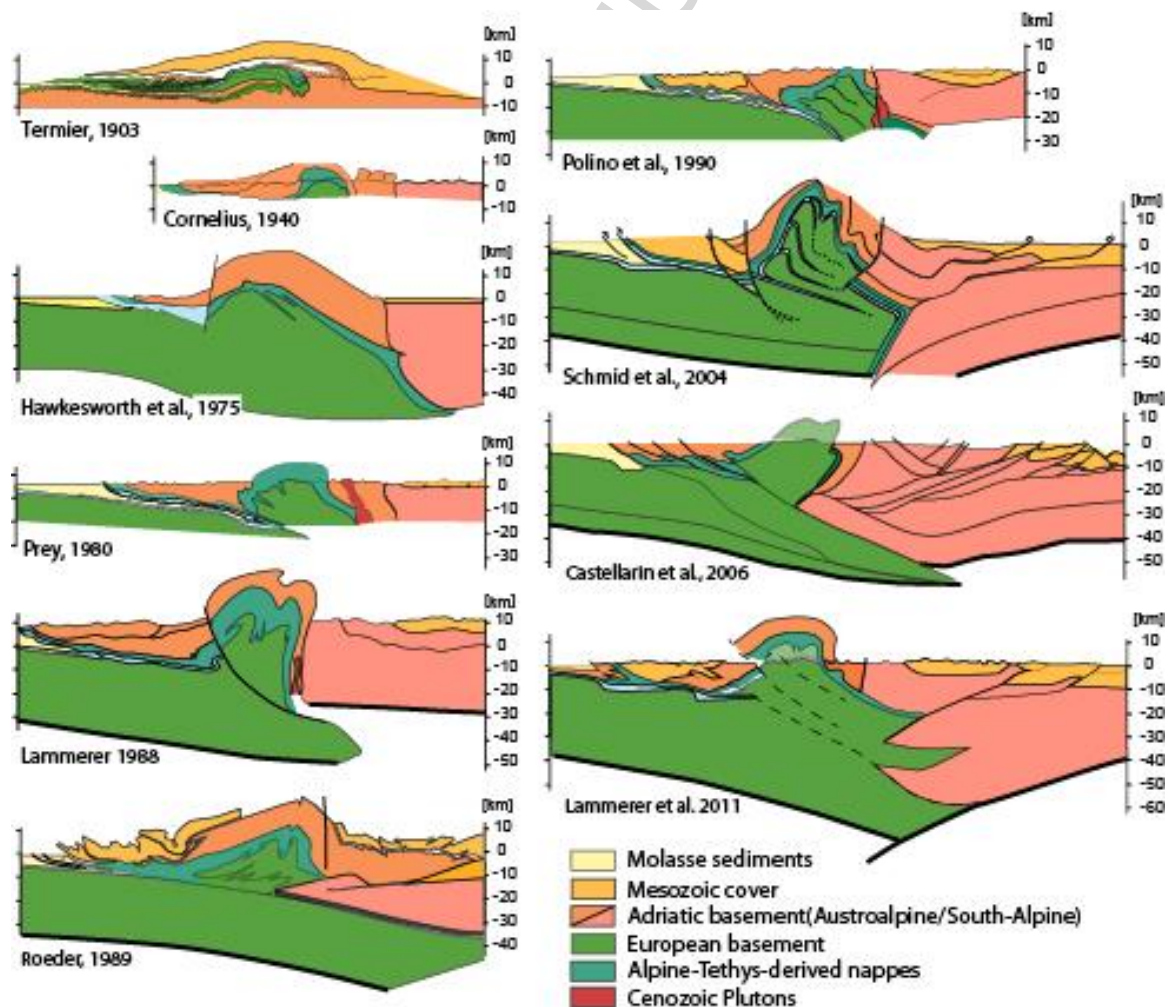 [km]
10
0
-10
Termier, 1903
[km]
10
0
-10
Cornelius, 1940
[km]
10
0
-10
-20
-30
-40
Hawkesworth et al., 1975
[km]
10
0
-10
-20
-30
Prey, 1980
[km]
10
0
-10
-20
-30
-50
Lammerer 1988
[km]
10
0
-10
-20
-30
-40
Roeder, 1989
[km]
10
0
-10
-20
-30
Polino et al., 1990
[km]
10
0
-10
-20
-30
-40
-50
Schmid et al., 2004
[km]
10
0
-10
-20
-30
-40
-50
Castellarin et al., 2006
[km]
10
0
-10
-20
-30
-40
-50
-60
Lammerer et al. 2011
Molasse sediments
Mesozoic cover
Adriatic basement(Austroalpine/South-Alpine)
European basement
Alpine-Tethys-derived nappes
Cenozoic Plutons